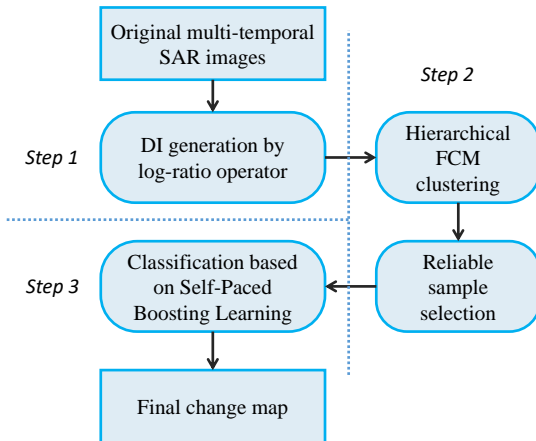 Original multi-temporal
SAR images
Step 1
DI generation by
log-ratio operator
Step 2
Hierarchical
FCM
clustering
Reliable
sample
selection
Step 3
Classification based
on Self-Paced
Boosting Learning
Final change map